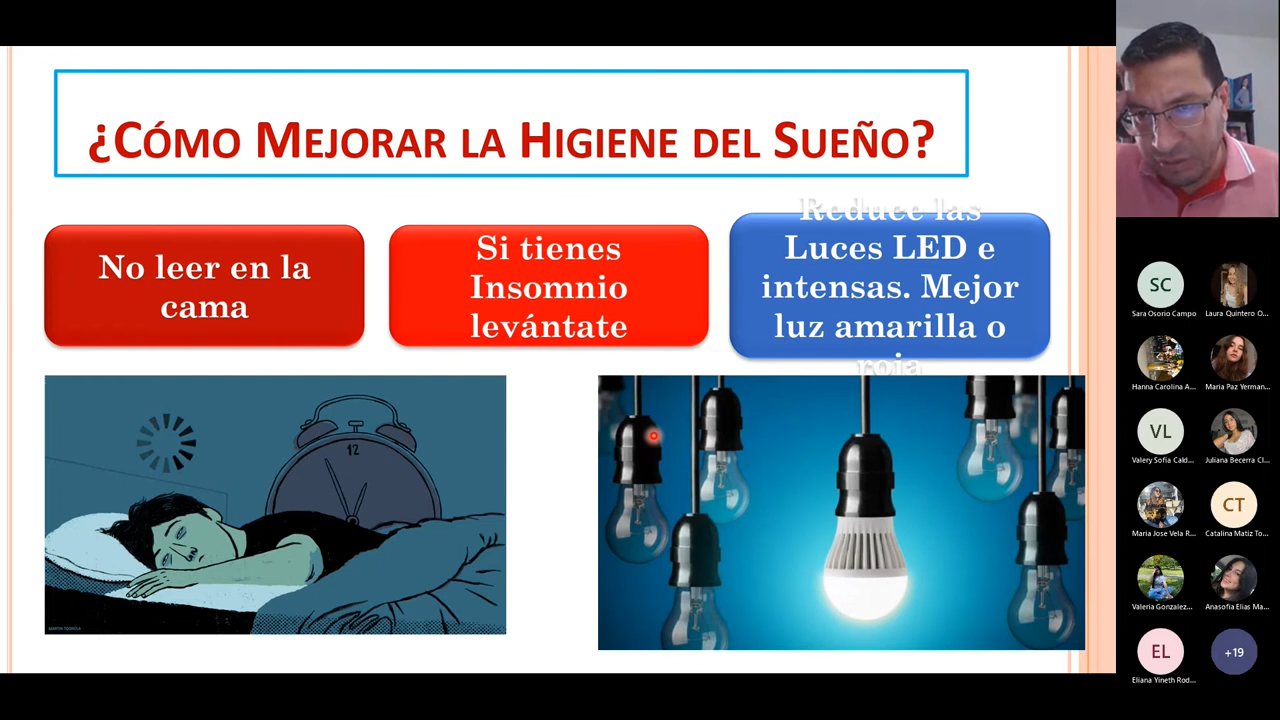 ¿CÓMO MEJORAR LA HIGIENE DEL SUEÑO?
No leer en la
cama
Si tienes
Insomnio
levántate
Reduce las
Luces LED e
intensas. Mejor
luz amarilla o
roja
12
SC
Sara Osorio Campo
Laura Quintero O...
Hanna Carolina A...
Maria Paz Yerman...
VL
Valery Sofía Cald...
Juliana Becerra Cl...
Maria Jose Vela R...
CT
Catalina Matiz To...
Valeria Gonzalez...
Anasofia Elias Ma...
EL
Eliana Yineth Rod...
+19